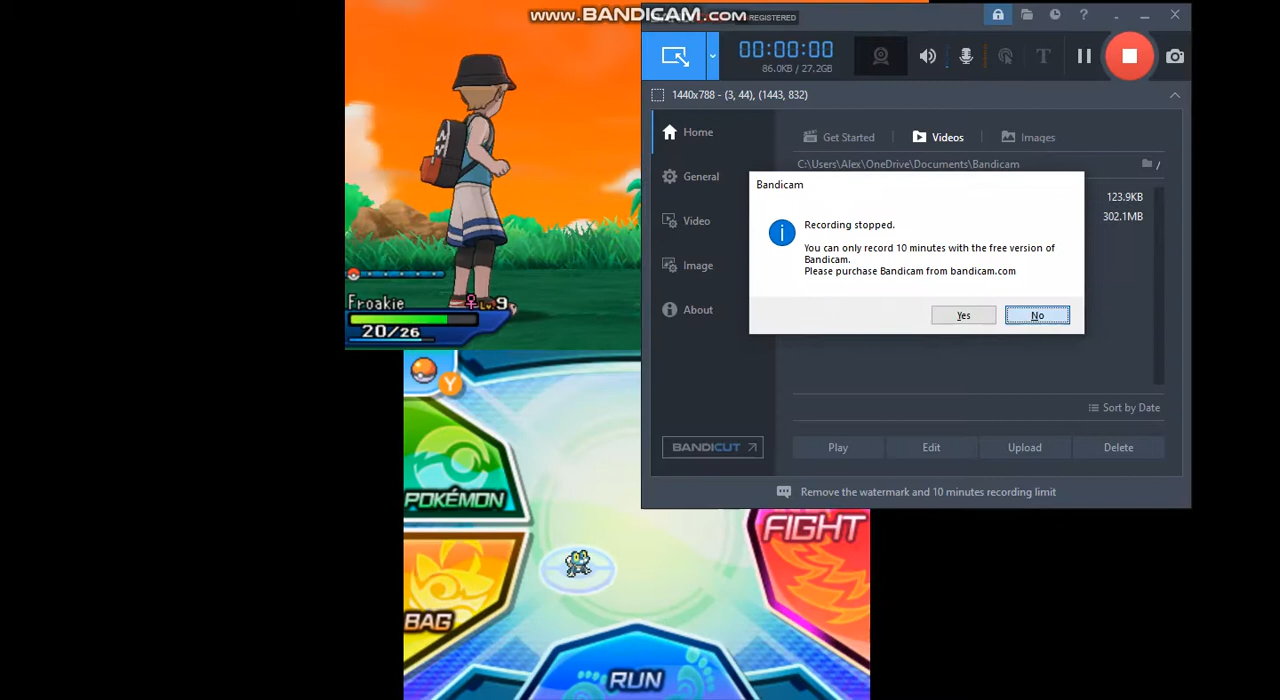 www.BANDICAM.com
REGISTERED
00:00:00
86.0KB / 27.2GB
1440x788 - (3, 44), (1443, 832)
Home
Get Started
Videos
Images
C:\Users\Alex\OneDrive\Documents\Bandicam
General
Video
Image
About
123.9KB
302.1MB
Bandicam
Recording stopped.
You can only record 10 minutes with the free version of
Bandicam.
Please purchase Bandicam from bandicam.com
Yes
No
Sort by Date
BANDICUT
Play
Edit
Upload
Delete
Remove the watermark and 10 minutes recording limit
Froakie ♀ Lv. 9
20/26
Y
POKÉMON
FIGHT
BAG
RUN